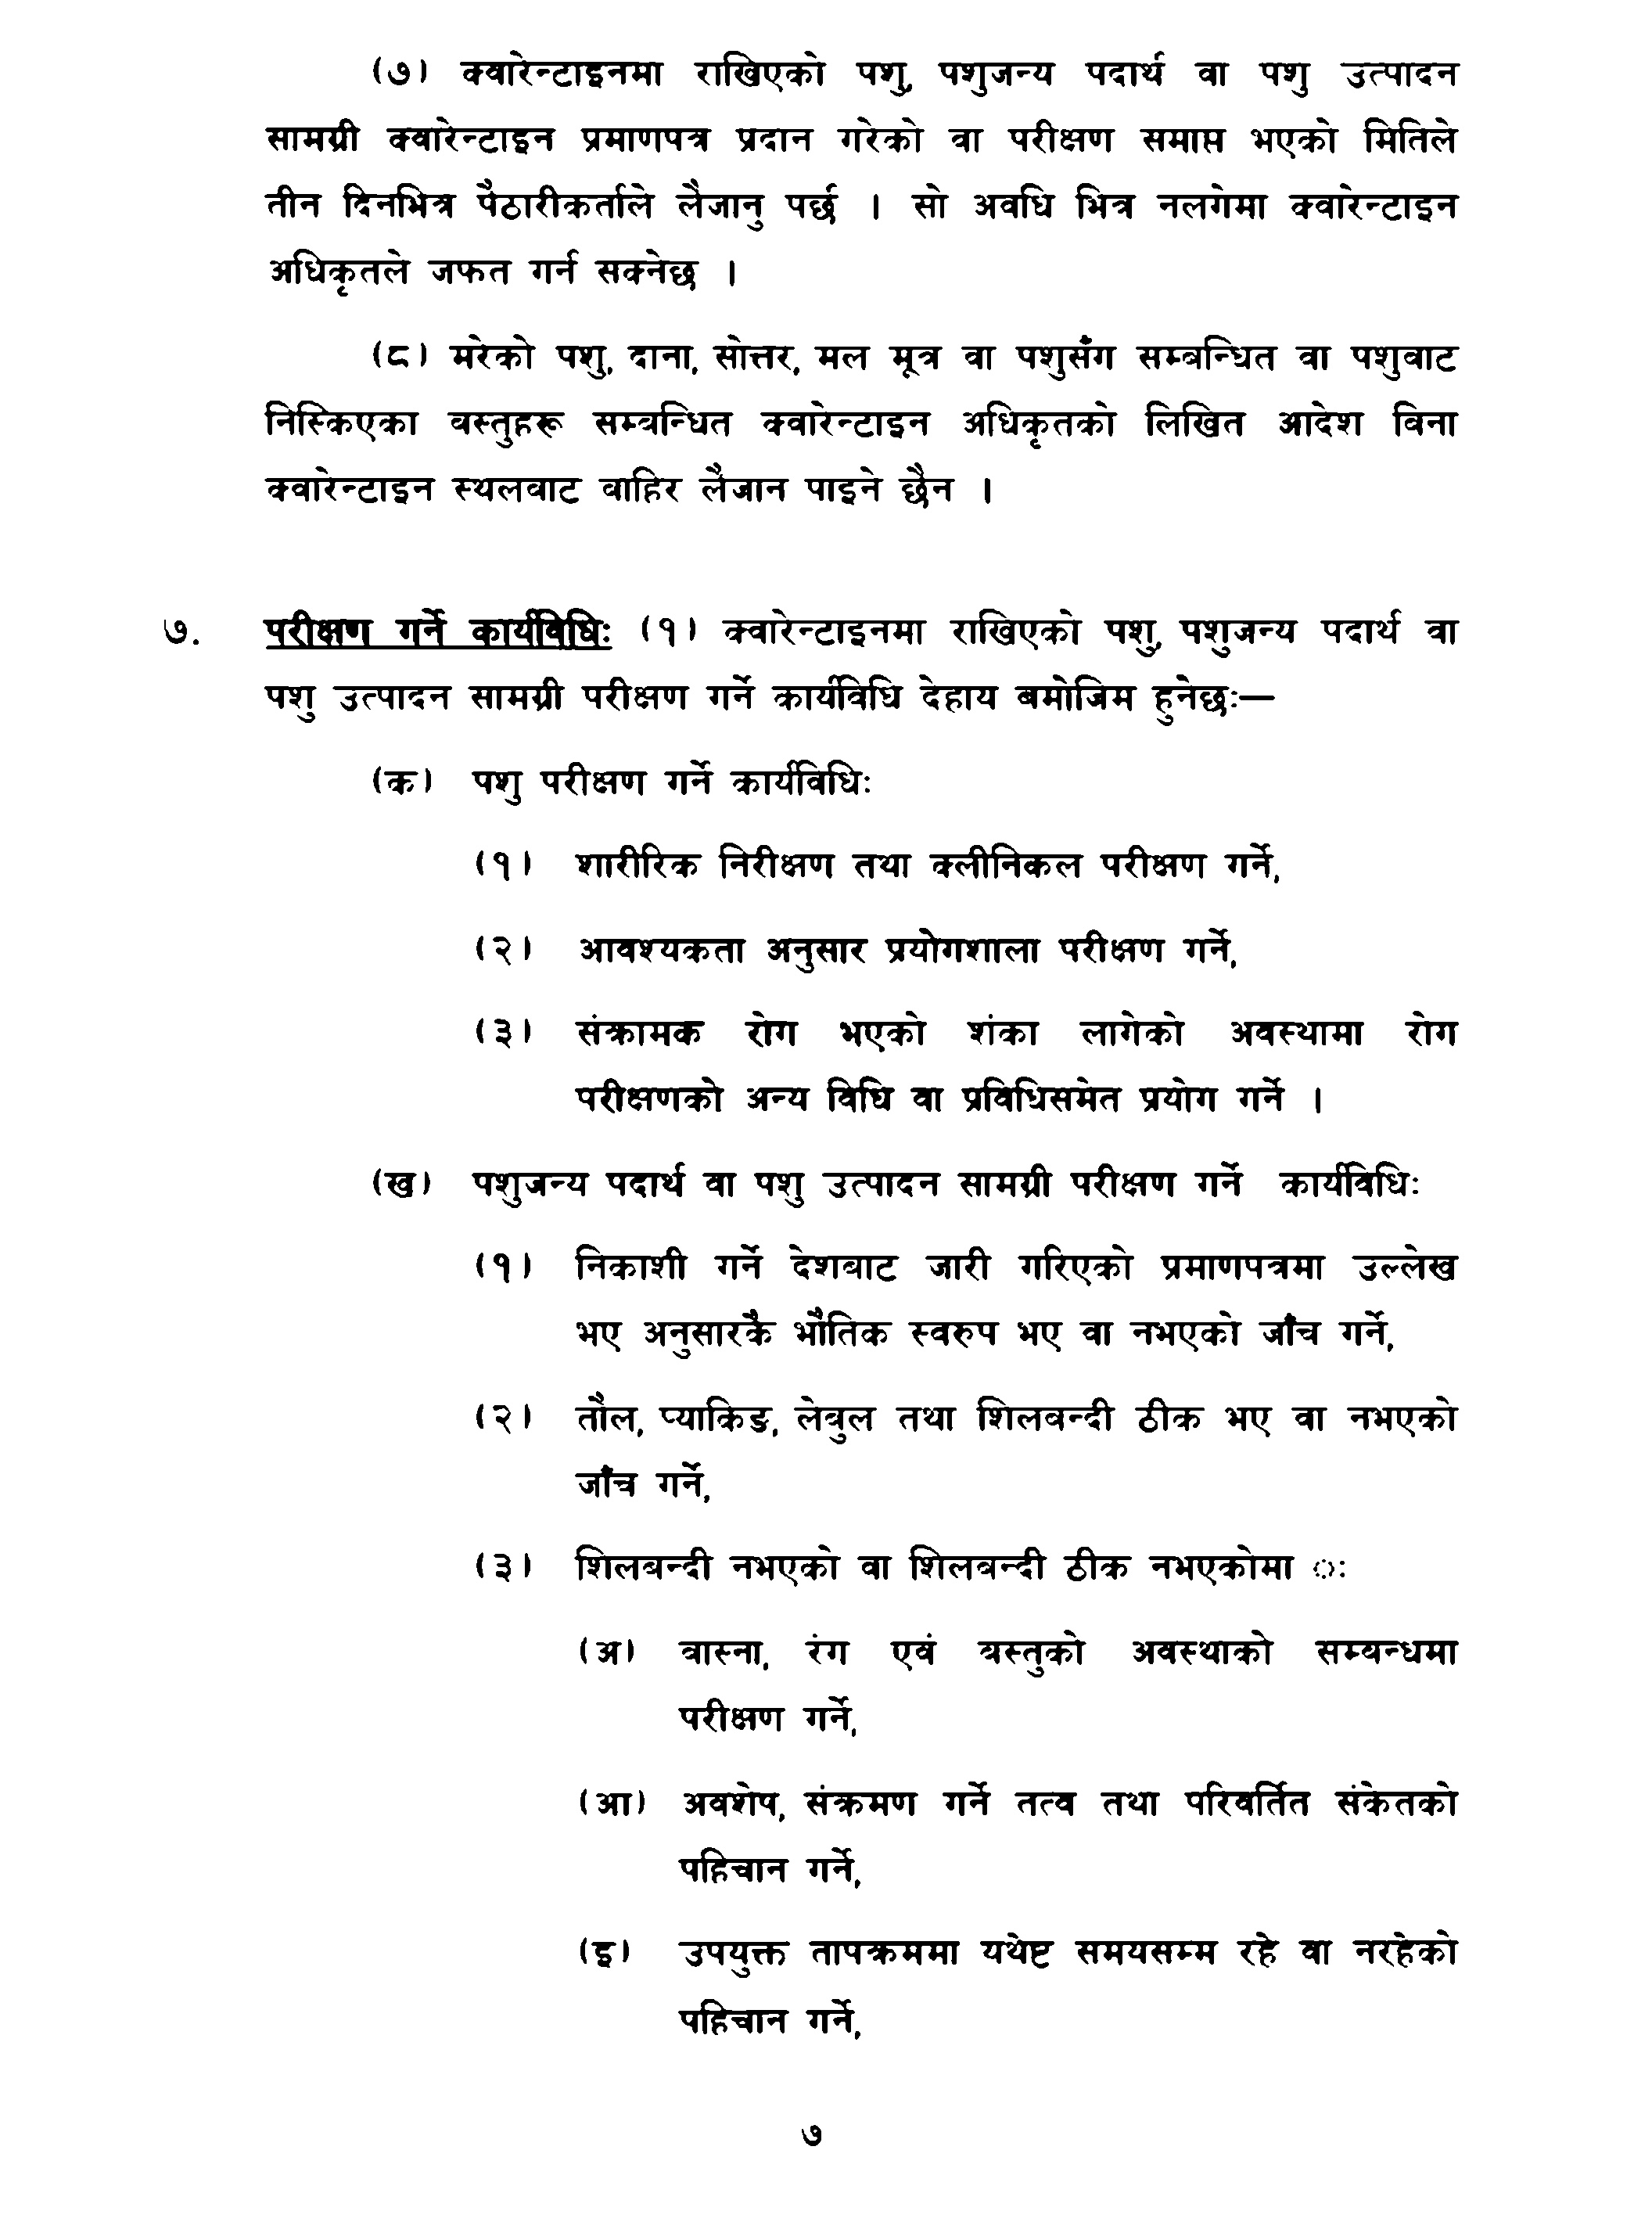 (७) क्वारेन्टाइनमा राखिएको पशु, पशुजन्य पदार्थ वा पशु उत्पादन
सामग्री क्वारेन्टाइन प्रमाणपत्र प्रदान गरेको वा परीक्षण समाप्त भएको मितिले
तीन दिनभित्र पैठारीकर्ताले लैजानु पर्छ । सो अवधि भित्र नलगेमा क्वारेन्टाइन
अधिकृतले जफत गर्न सक्नेछ ।
(८) मरेको पशु, दाना, सोत्तर, मल मूत्र वा पशुसँग सम्बन्धित वा पशुबाट
निस्किएका बस्तुहरू सम्बन्धित क्वारेन्टाइन अधिकृतको लिखित आदेश बिना
क्वारेन्टाइन स्थलबाट बाहिर लैजान पाइने छैन ।
७. परीक्षण गर्ने कार्यविधिः (१) क्वारेन्टाइनमा राखिएको पशु, पशुजन्य पदार्थ वा
पशु उत्पादन सामग्री परीक्षण गर्ने कार्यविधि देहाय बमोजिम हुनेछः—
(क) पशु परीक्षण गर्ने कार्यविधिः
(१) शारीरिक निरीक्षण तथा क्लीनिकल परीक्षण गर्ने,
(२) आवश्यकता अनुसार प्रयोगशाला परीक्षण गर्ने,
(३) संक्रामक रोग भएको शंका लागेको अवस्थामा रोग
परीक्षणको अन्य विधि वा प्रविधिसमेत प्रयोग गर्ने ।
(ख) पशुजन्य पदार्थ वा पशु उत्पादन सामग्री परीक्षण गर्ने कार्यविधिः
(१) निकाशी गर्ने देशबाट जारी गरिएको प्रमाणपत्रमा उल्लेख
भए अनुसारकै भौतिक स्वरुप भए वा नभएको जाँच गर्ने,
(२) तौल, प्याकिङ, लेबुल तथा शिलबन्दी ठीक भए वा नभएको
जाँच गर्ने,
(३) शिलबन्दी नभएको वा शिलबन्दी ठीक नभएकोमा ः
(अ) बास्ना, रंग एवं बस्तुको अवस्थाको सम्बन्धमा
परीक्षण गर्ने,
(आ) अवशेष, संक्रमण गर्ने तत्व तथा परिवर्तित संकेतको
पहिचान गर्ने,
(इ) उपयुक्त तापक्रममा यथेष्ट समयसम्म रहे वा नरहेको
पहिचान गर्ने,
७